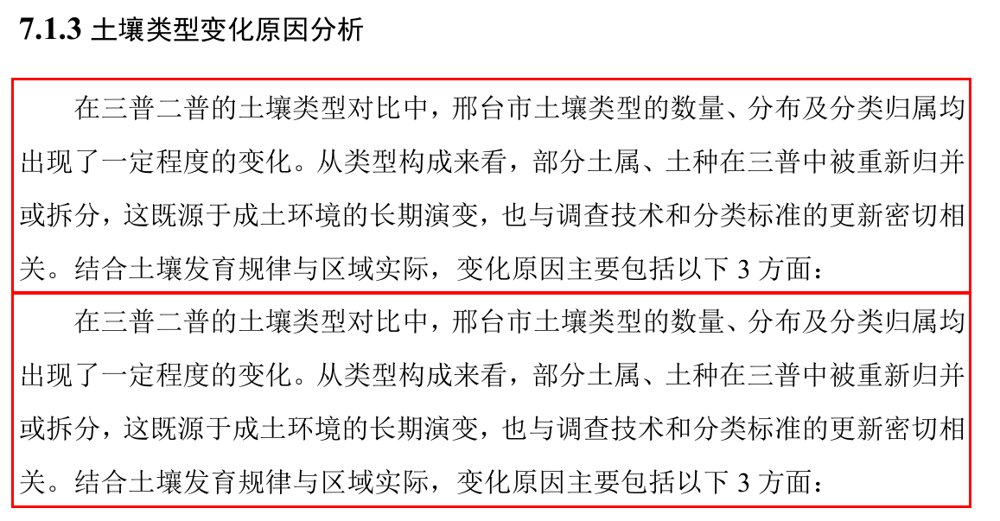 7.1.3 土壤类型变化原因分析
在三普二普的土壤类型对比中，邢台市土壤类型的数量、分布及分类归属均
出现了一定程度的变化。从类型构成来看，部分土属、土种在三普中被重新归并
或拆分，这既源于成土环境的长期演变，也与调查技术和分类标准的更新密切相
关。结合土壤发育规律与区域实际，变化原因主要包括以下 3 方面：
在三普二普的土壤类型对比中，邢台市土壤类型的数量、分布及分类归属均
出现了一定程度的变化。从类型构成来看，部分土属、土种在三普中被重新归并
或拆分，这既源于成土环境的长期演变，也与调查技术和分类标准的更新密切相
关。结合土壤发育规律与区域实际，变化原因主要包括以下 3 方面：